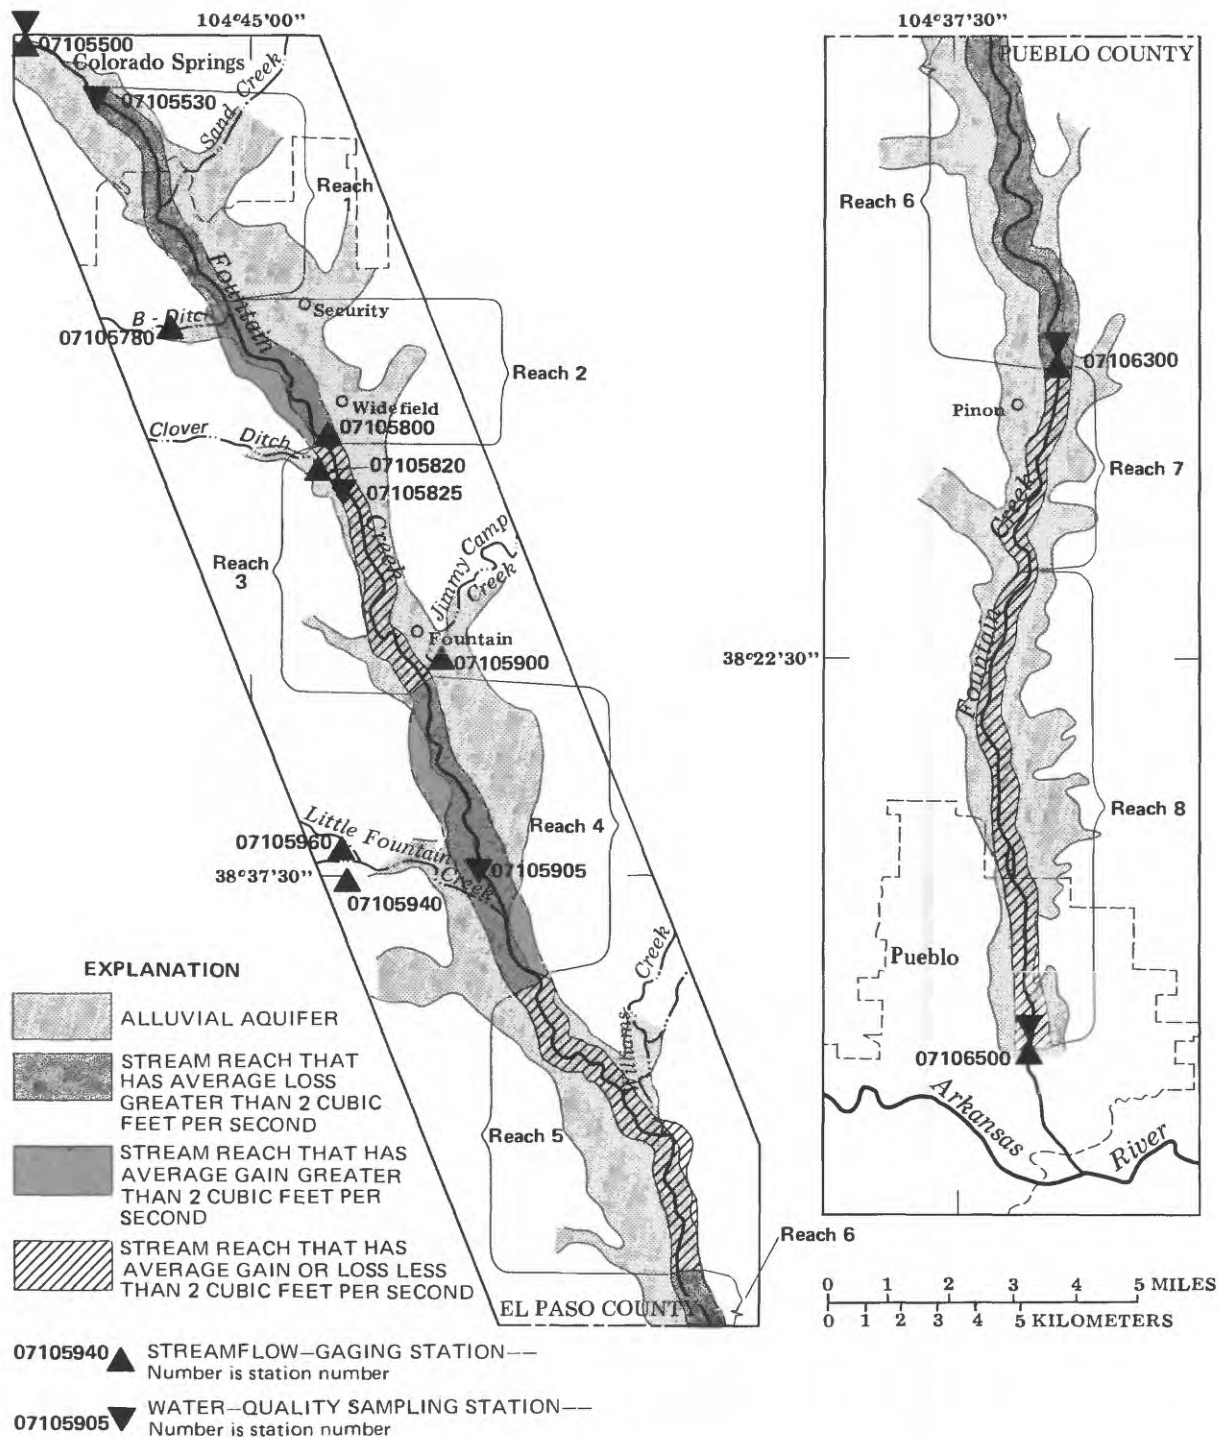 104°45'00"
07105500
Colorado Springs
07105530
Sand Creek
Reach
1
Fountain
Security
B - Ditch
07105780
Reach 2
Widefield
07105800
Clover Ditch
07105820
07105825
Creek
Reach
3
Jimmy Camp
Creek
Fountain
07105900
Reach 4
Little Fountain
Creek
07105960
07105905
38°37'30"
07105940
Williams Creek
Reach 5
Reach 6
EL PASO COUNTY
104°37'30"
PUEBLO COUNTY
Reach 6
07106300
Pinon
Reach 7
Creek
38°22'30"
Fountain
Reach 8
Pueblo
07106500
Arkansas
River
0 1 2 3 4 5 MILES
0 1 2 3 4 5 KILOMETERS
EXPLANATION
ALLUVIAL AQUIFER
STREAM REACH THAT
HAS AVERAGE LOSS
GREATER THAN 2 CUBIC
FEET PER SECOND
STREAM REACH THAT HAS
AVERAGE GAIN GREATER
THAN 2 CUBIC FEET PER
SECOND
STREAM REACH THAT HAS
AVERAGE GAIN OR LOSS LESS
THAN 2 CUBIC FEET PER SECOND
07105940 STREAMFLOW—GAGING STATION——
Number is station number
07105905 WATER—QUALITY SAMPLING STATION——
Number is station number